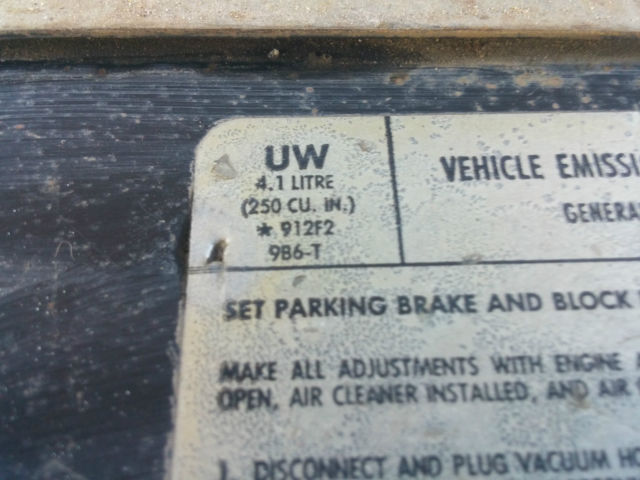 UW
4.1 LITRE
(250 CU. IN.)
* 912F2
9B6-T
VEHICLE EMISSI
GENERA
SET PARKING BRAKE AND BLOCK
MAKE ALL ADJUSTMENTS WITH ENGINE A
OPEN, AIR CLEANER INSTALLED, AND AIR
1. DISCONNECT AND PLUG VACUUM HO